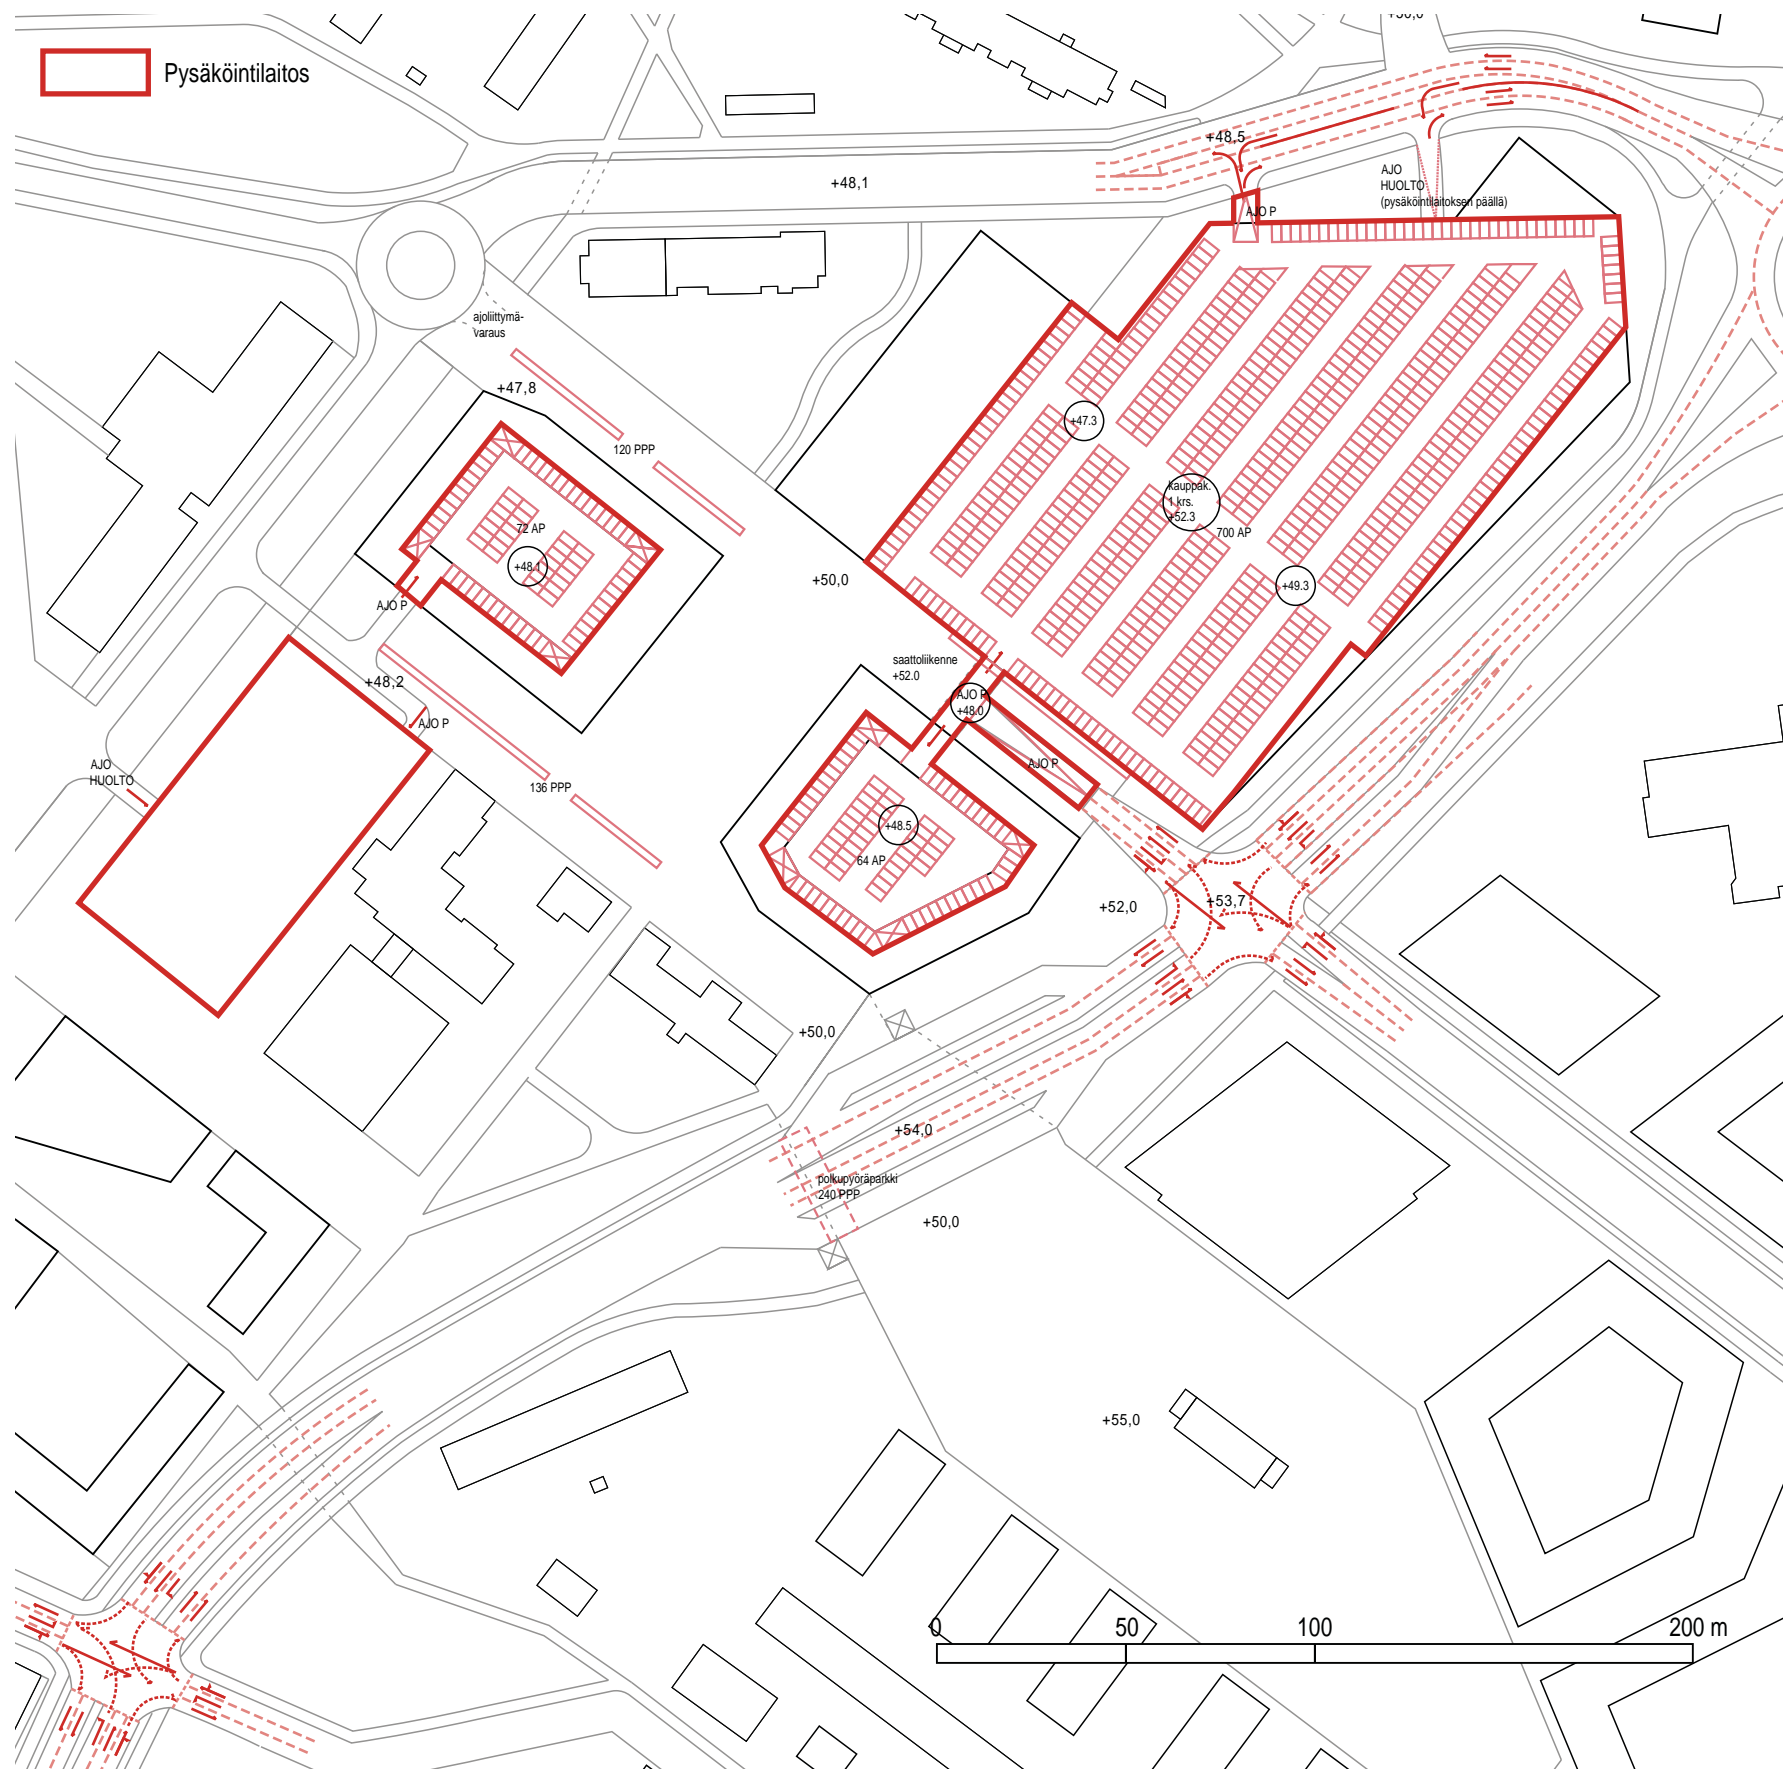 Pysäköintilaitos
+48,5
+48,1
AJO
HUOLTO
(pysäköintilaitoksen päällä)
AJO P
ajoliittymä-
varaus
+47,8
+47.3
120 PPP
kauppak.
1.krs.
+52.3
700 AP
72 AP
+48.1
+50,0
+49.3
AJO P
saattoliikenne
+52.0
+48,2
AJO P
+48.0
AJO P
AJO P
AJO
HUOLTO
136 PPP
+48.5
64 AP
+52,0
+53,7
+50,0
+54,0
polkupyöräparkki
240 PPP
+50,0
+55,0
0 50 100 200 m